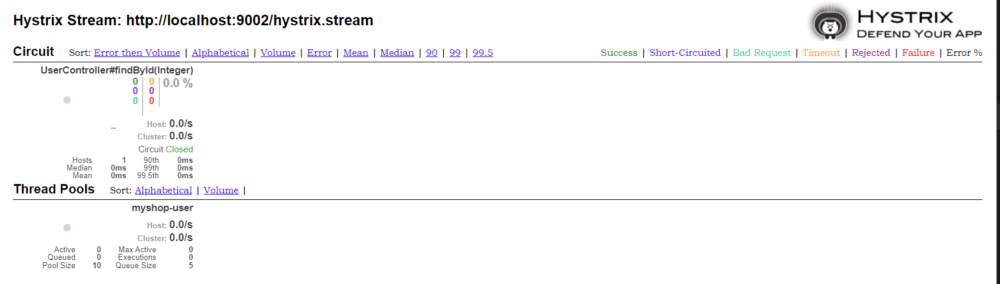 Hystrix Stream: http://localhost:9002/hystrix.stream
HYSTRIX
DEFEND YOUR APP
Circuit Sort: Error then Volume | Alphabetical | Volume | Error | Mean | Median | 90 | 99 | 99.5
Success | Short-Circuited | Bad Request | Timeout | Rejected | Failure | Error %
UserController#findById(Integer)
0 0 0.0 %
0 0
0 0
Host: 0.0/s
Cluster: 0.0/s
Circuit Closed
Hosts 1 90th 0ms
Median 0ms 99th 0ms
Mean 0ms 99.5th 0ms
Thread Pools Sort: Alphabetical | Volume |
myshop-user
Host: 0.0/s
Cluster: 0.0/s
Active 0 Max Active 0
Queued 0 Executions 0
Pool Size 10 Queue Size 5